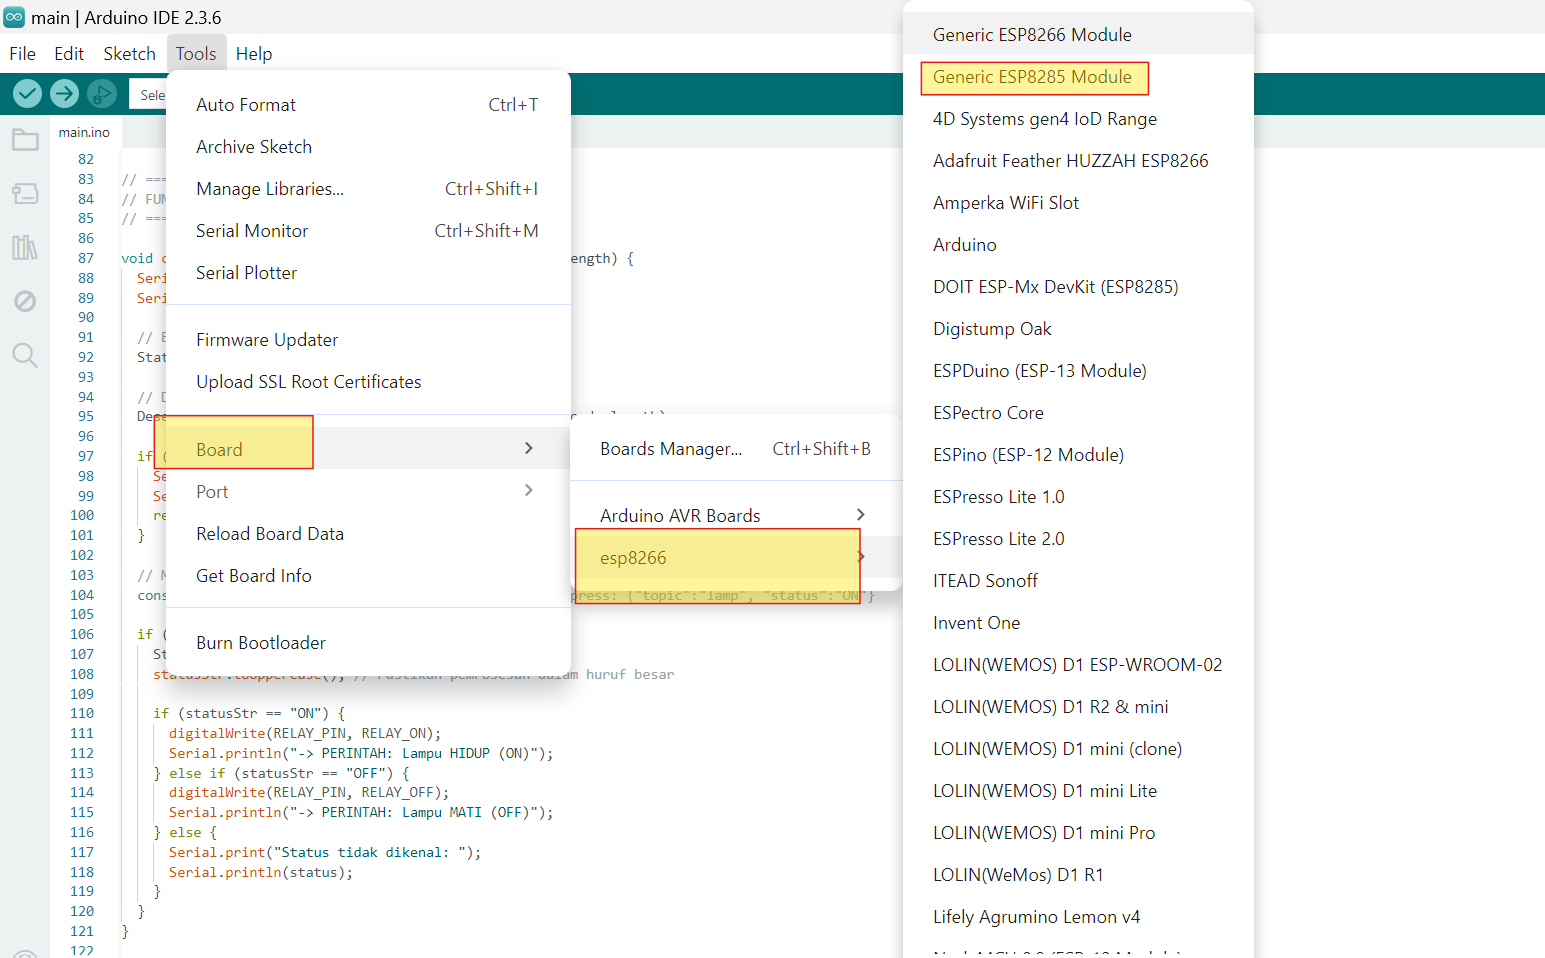 main | Arduino IDE 2.3.6
File Edit Sketch Tools Help
Sele
main.ino
Auto Format Ctrl+T
Archive Sketch
Manage Libraries... Ctrl+Shift+I
Serial Monitor Ctrl+Shift+M
Serial Plotter
Firmware Updater
Upload SSL Root Certificates
Board
Port
Reload Board Data
Get Board Info
Burn Bootloader
Boards Manager... Ctrl+Shift+B
Arduino AVR Boards
esp8266
Generic ESP8266 Module
Generic ESP8285 Module
4D Systems gen4 IoD Range
Adafruit Feather HUZZAH ESP8266
Amperka WiFi Slot
Arduino
DOIT ESP-Mx DevKit (ESP8285)
Digistump Oak
ESPDuino (ESP-13 Module)
ESPectro Core
ESPino (ESP-12 Module)
ESPresso Lite 1.0
ESPresso Lite 2.0
ITEAD Sonoff
Invent One
LOLIN(WEMOS) D1 ESP-WROOM-02
LOLIN(WEMOS) D1 R2 & mini
LOLIN(WEMOS) D1 mini (clone)
LOLIN(WEMOS) D1 mini Lite
LOLIN(WEMOS) D1 mini Pro
LOLIN(WeMos) D1 R1
Lifely Agrumino Lemon v4
82
83 // ===
84 // FUN
85 // ===
86
87 void ength) {
88 Seri
89 Seri
90
91 //
92 Stat
93
94 //
95 Dese
96
97 if (
98 Se
99 Se
100 re
101 }
102
103 // M
104 cons press: {"topic":"lamp", "status":"ON"}
105
106 if (
107 St
108 dalam huruf besar
109
110 if (statusStr == "ON") {
111 digitalWrite(RELAY_PIN, RELAY_ON);
112 Serial.println("-> PERINTAH: Lampu HIDUP (ON)");
113 } else if (statusStr == "OFF") {
114 digitalWrite(RELAY_PIN, RELAY_OFF);
115 Serial.println("-> PERINTAH: Lampu MATI (OFF)");
116 } else {
117 Serial.print("Status tidak dikenal: ");
118 Serial.println(status);
119 }
120 }
121 }
122